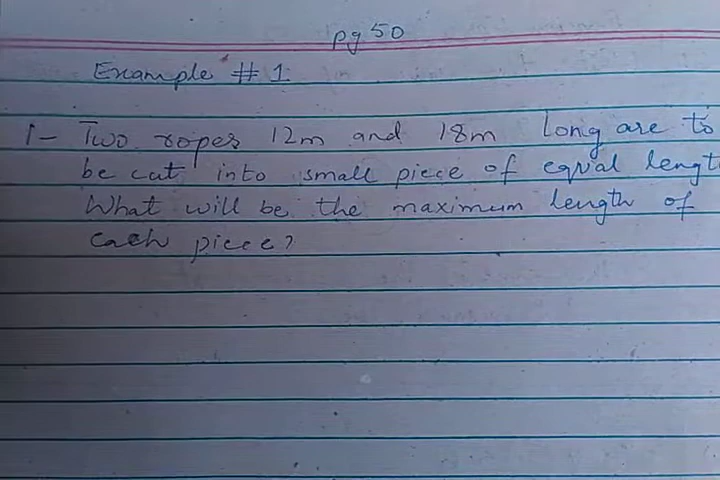 pg 50
Example # 1.
1- Two ropes 12m and 18m long are to
be cut into small piece of equal lengt
What will be the maximum length of
each piece?